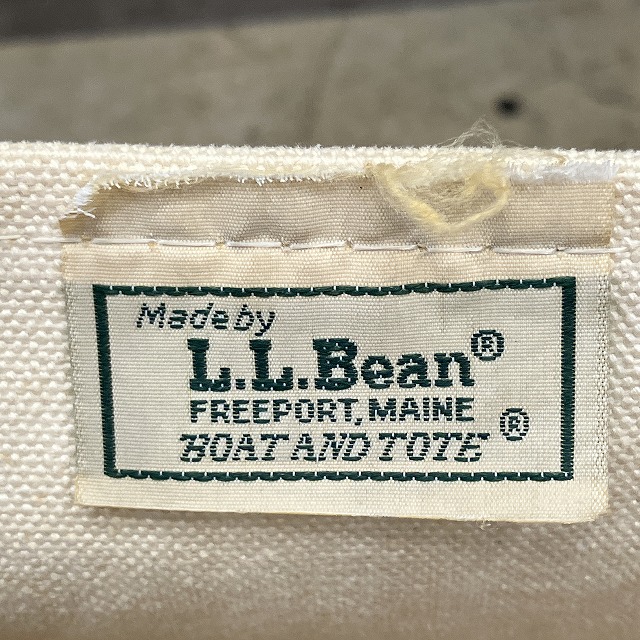 Made by
L.L.Bean®
FREEPORT, MAINE
BOAT AND TOTE®